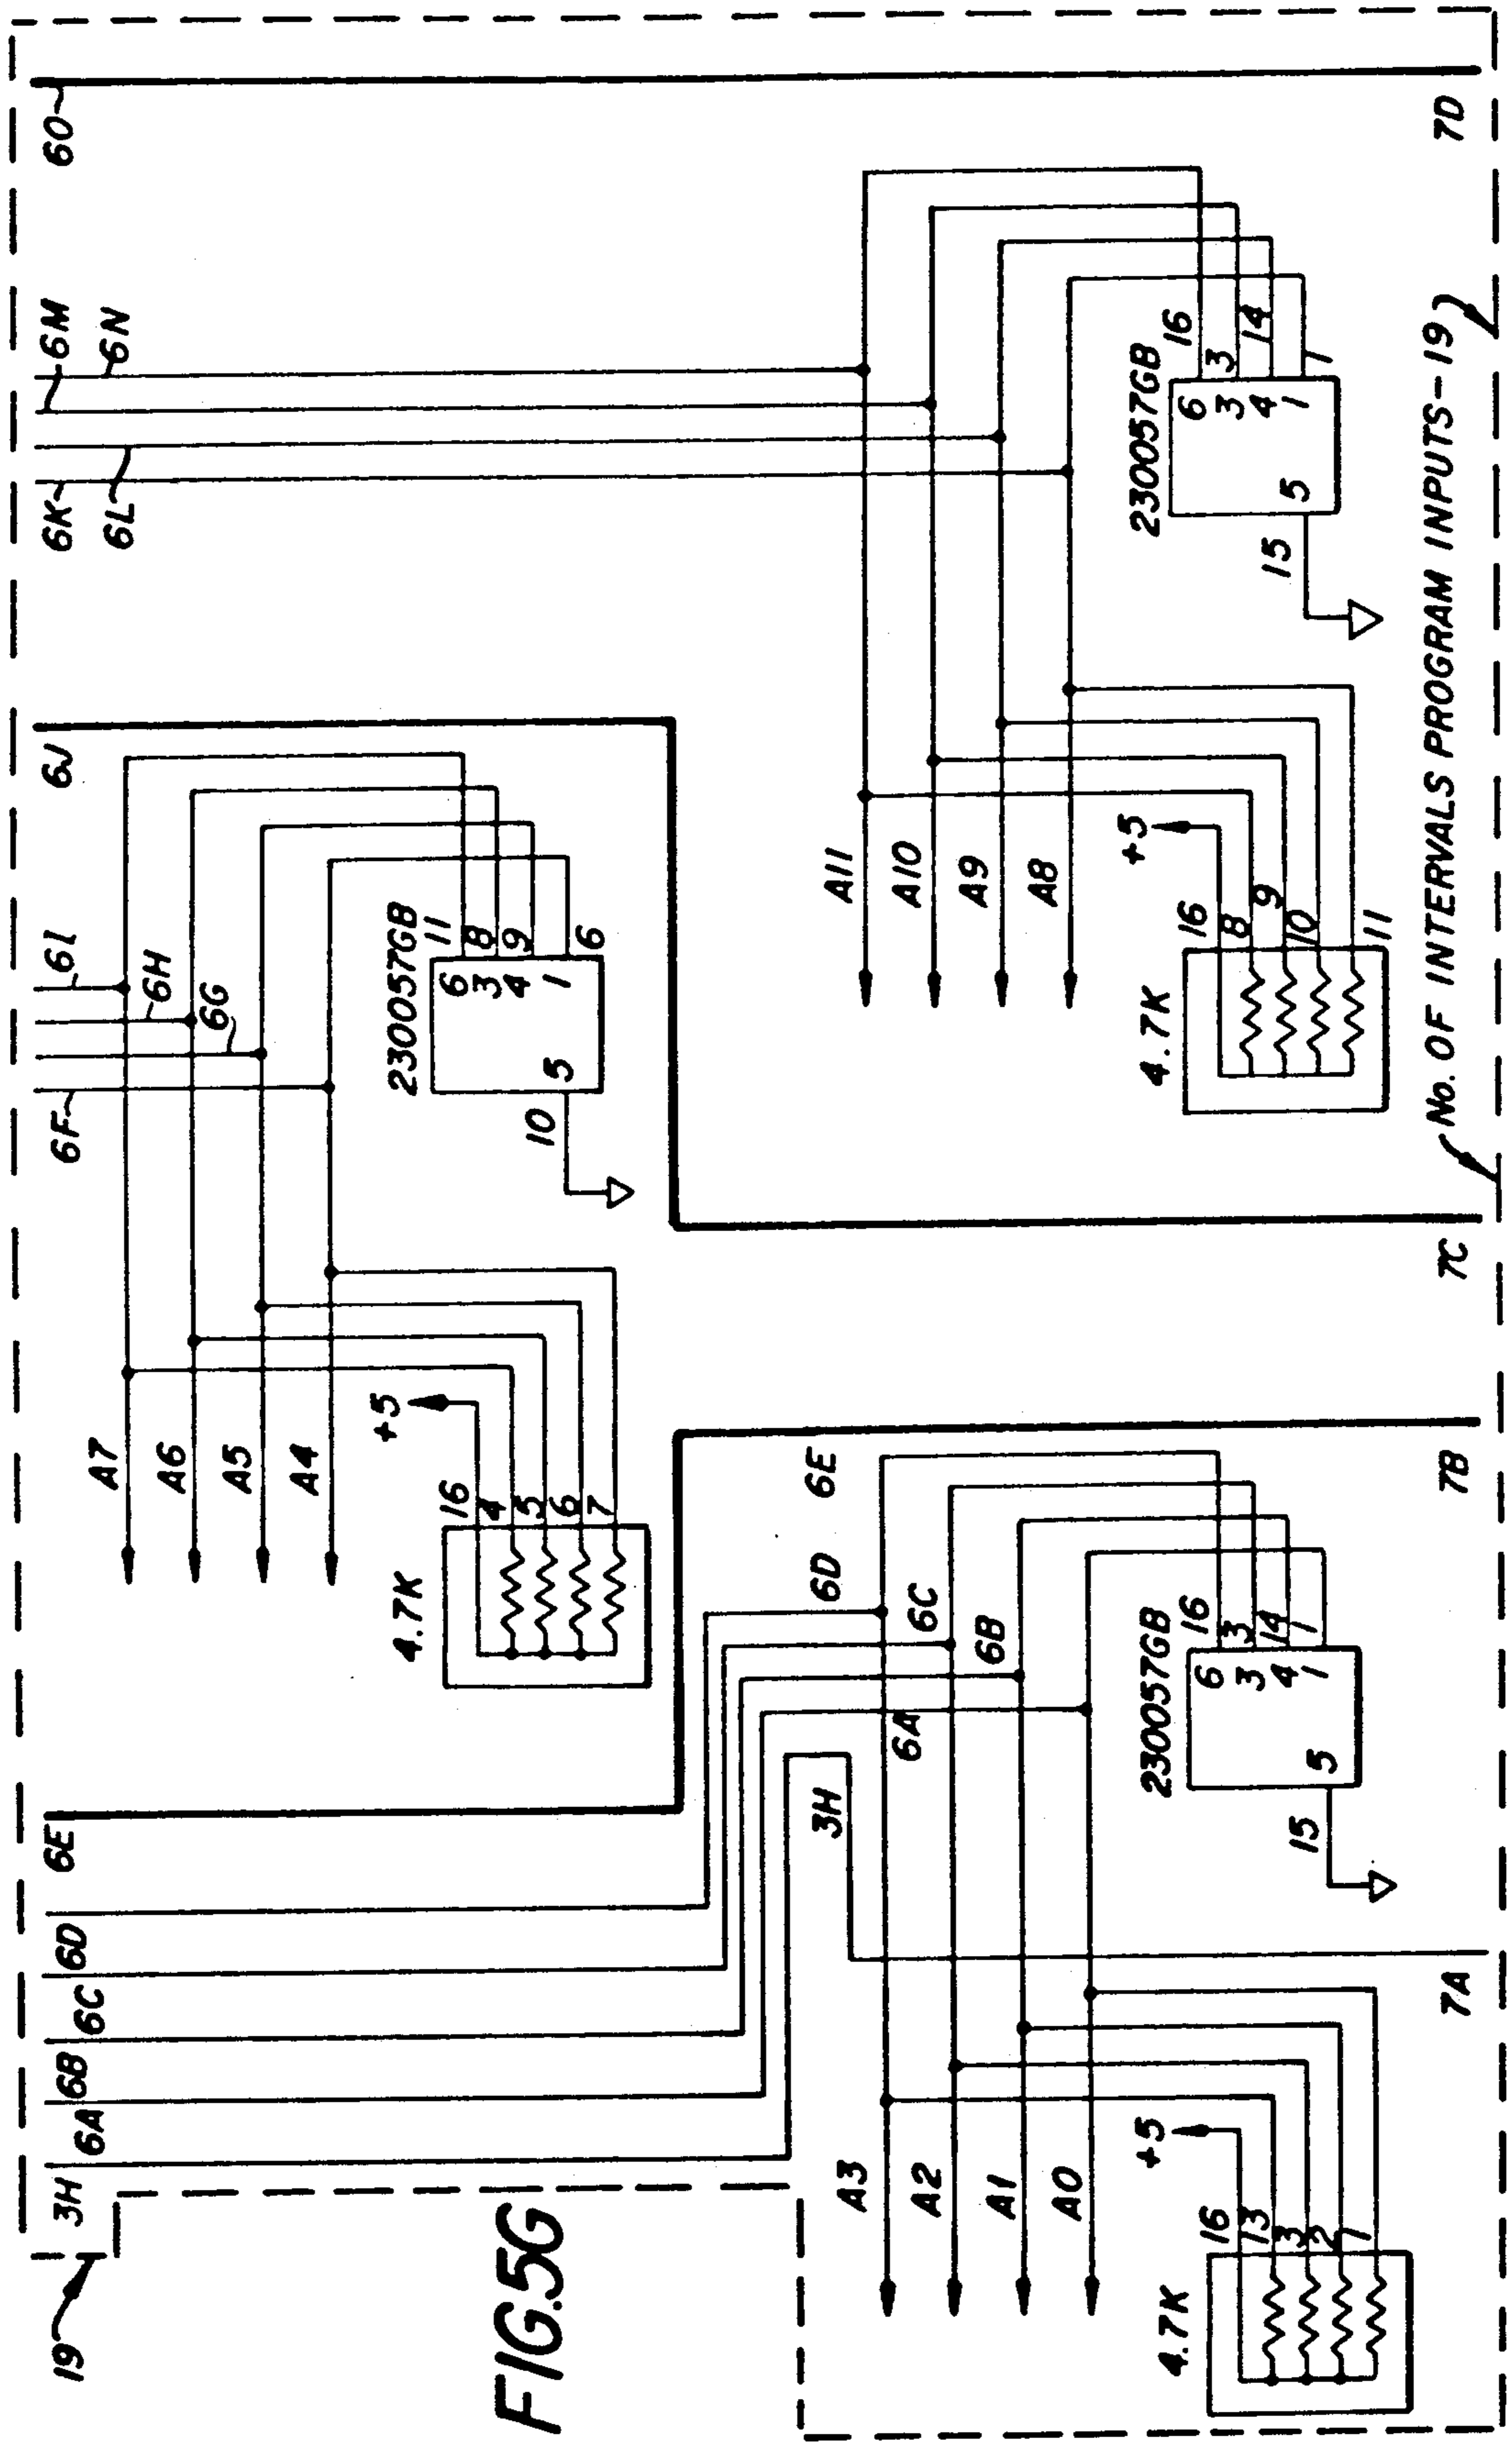 19
3H
6A
6B
6C
6D
6E
6F
6G
6H
6I
6J
6K
6L
6M
6N
60
A7
A6
A5
A4
+5
4.7K
16
4
5
6
7
230057GB
6
3
4
1
5
11
8
9
6
10
FIG.5G
6E
6D
6C
6B
6A
3H
A3
A2
A1
A0
+5
4.7K
16
13
3
2
1
230057GB
6
3
4
1
5
16
3
14
1
15
A11
A10
A9
A8
+5
4.7K
16
8
9
10
11
230057GB
6
3
4
1
5
16
3
14
1
15
7A
7B
7C
7D
No. OF INTERVALS PROGRAM INPUTS-19